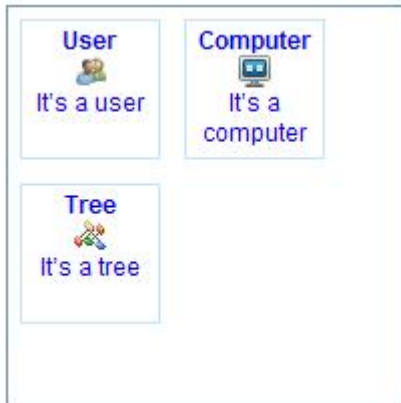 User
It's a user
Computer
It's a
computer
Tree
It's a tree